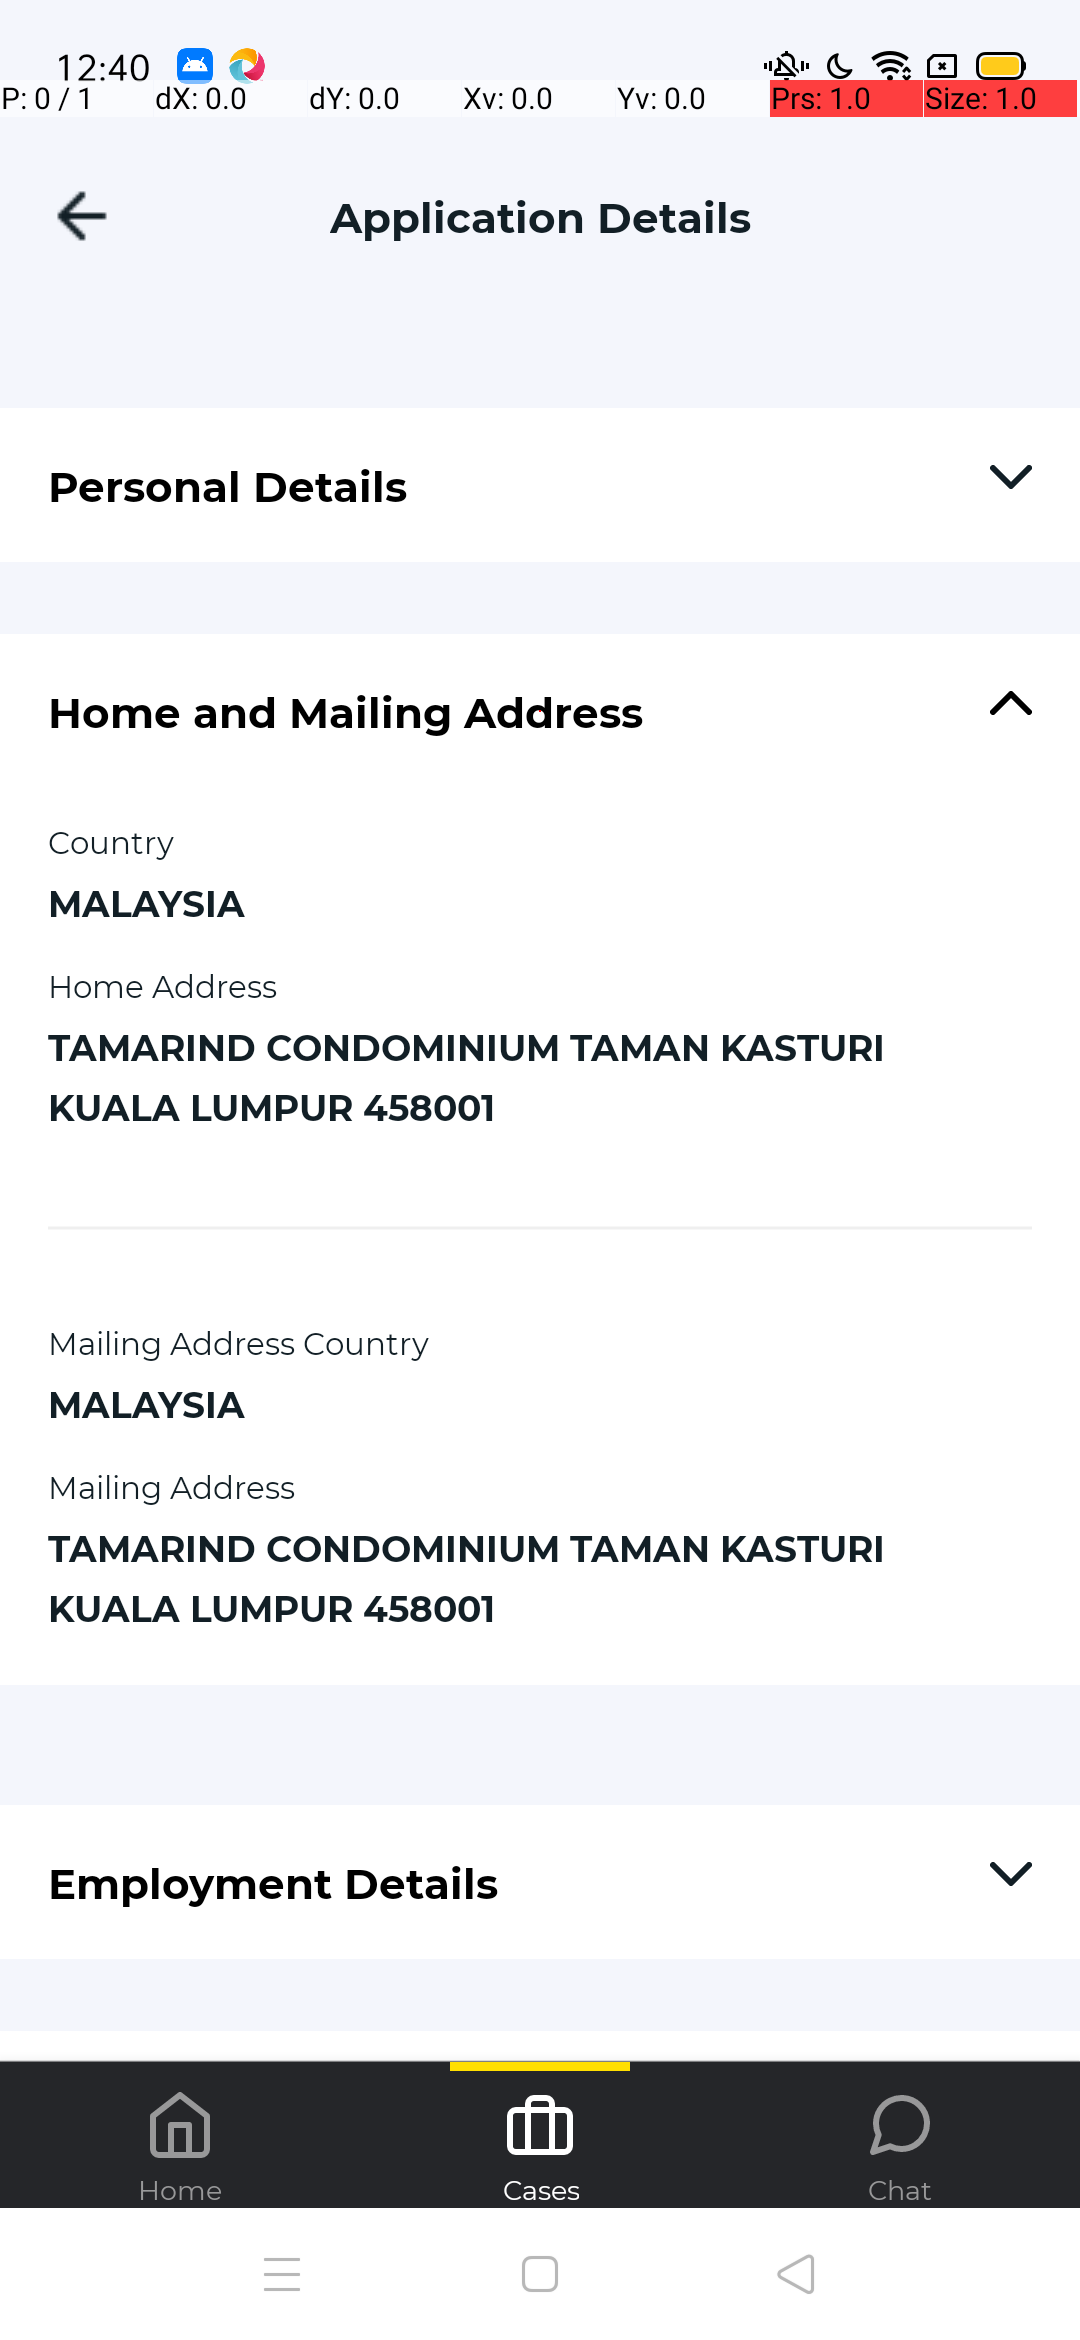 12:40
P: 0 / 1 dX: 0.0 dY: 0.0 Xv: 0.0 Yv: 0.0 Prs: 1.0 Size: 1.0
Application Details
Personal Details
Home and Mailing Address
Country
MALAYSIA
Home Address
TAMARIND CONDOMINIUM TAMAN KASTURI
KUALA LUMPUR 458001
Mailing Address Country
MALAYSIA
Mailing Address
TAMARIND CONDOMINIUM TAMAN KASTURI
KUALA LUMPUR 458001
Employment Details
Home Cases Chat